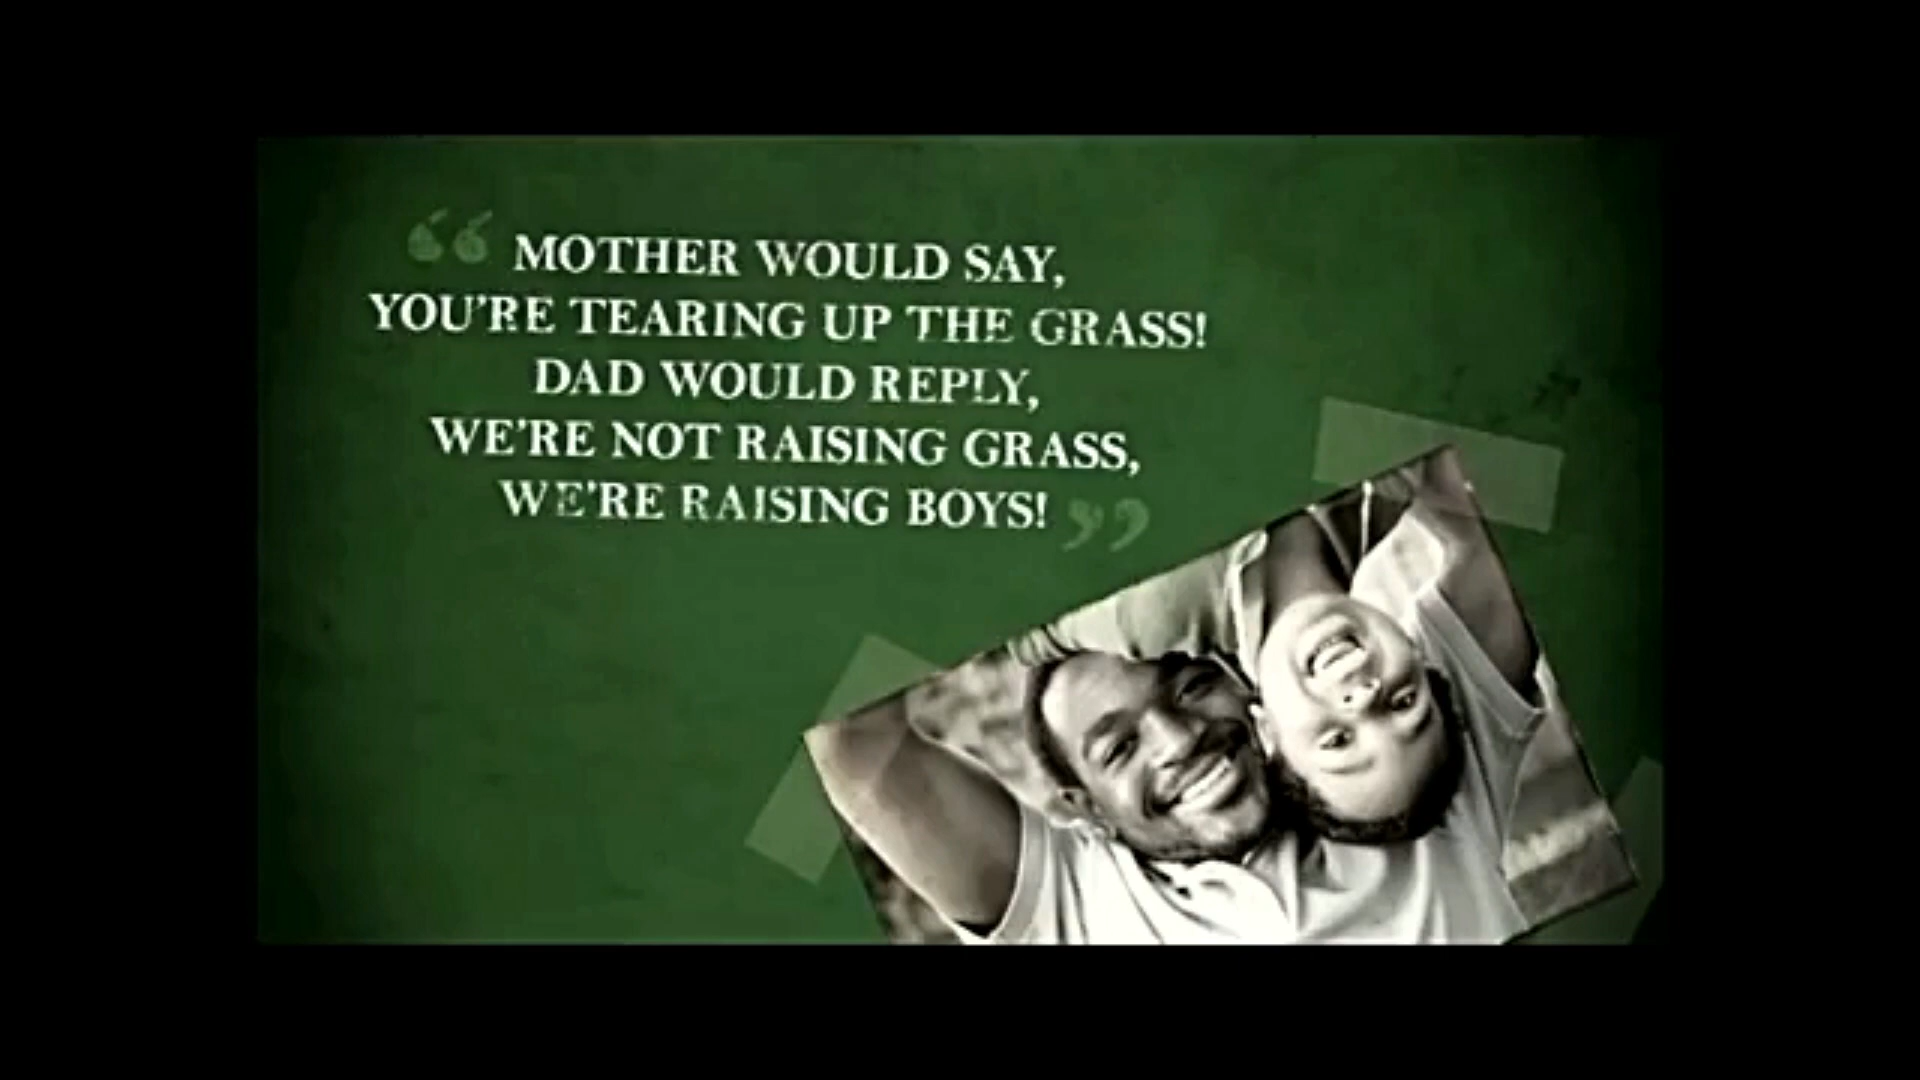 “ MOTHER WOULD SAY,
YOU’RE TEARING UP THE GRASS!
DAD WOULD REPLY,
WE’RE NOT RAISING GRASS,
WE’RE RAISING BOYS! ”